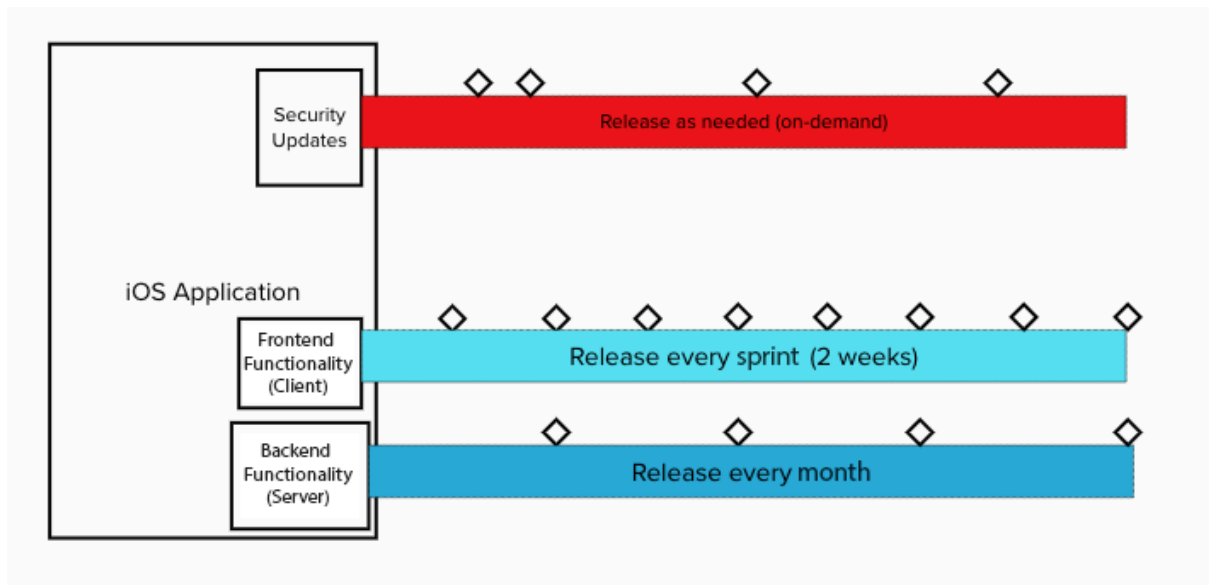 Security
Updates
Release as needed (on-demand)
iOS Application
Frontend
Functionality
(Client)
Release every sprint (2 weeks)
Backend
Functionality
(Server)
Release every month